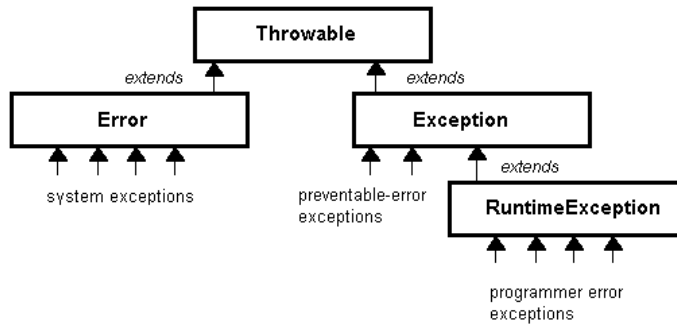 Throwable
extends
extends
Error
Exception
system exceptions
preventable-error
exceptions
extends
RuntimeException
programmer error
exceptions